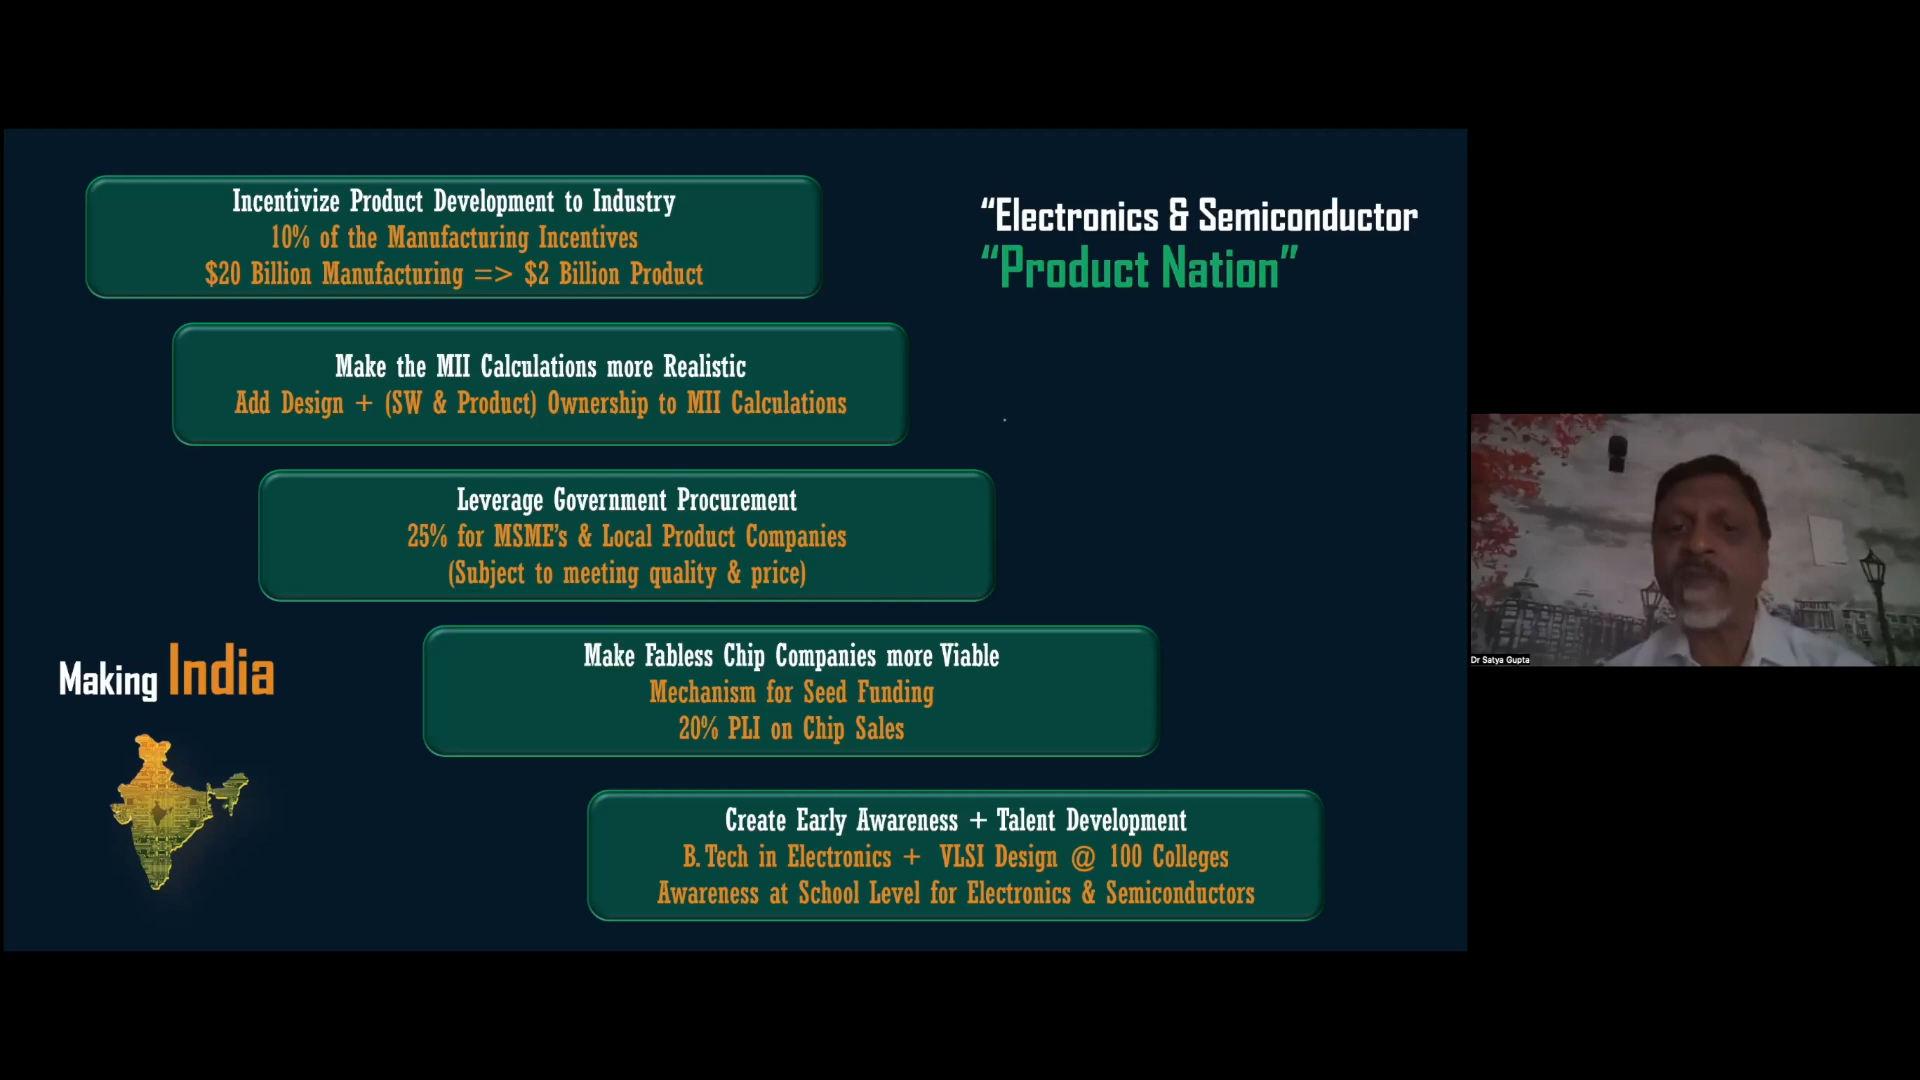 Incentivize Product Development to Industry
10% of the Manufacturing Incentives
$20 Billion Manufacturing => $2 Billion Product
“Electronics & Semiconductor
“Product Nation”
Make the MII Calculations more Realistic
Add Design + (SW & Product) Ownership to MII Calculations
Leverage Government Procurement
25% for MSME's & Local Product Companies
(Subject to meeting quality & price)
Making India
Make Fabless Chip Companies more Viable
Mechanism for Seed Funding
20% PLI on Chip Sales
Create Early Awareness + Talent Development
B.Tech in Electronics + VLSI Design @ 100 Colleges
Awareness at School Level for Electronics & Semiconductors
Dr Satya Gupta